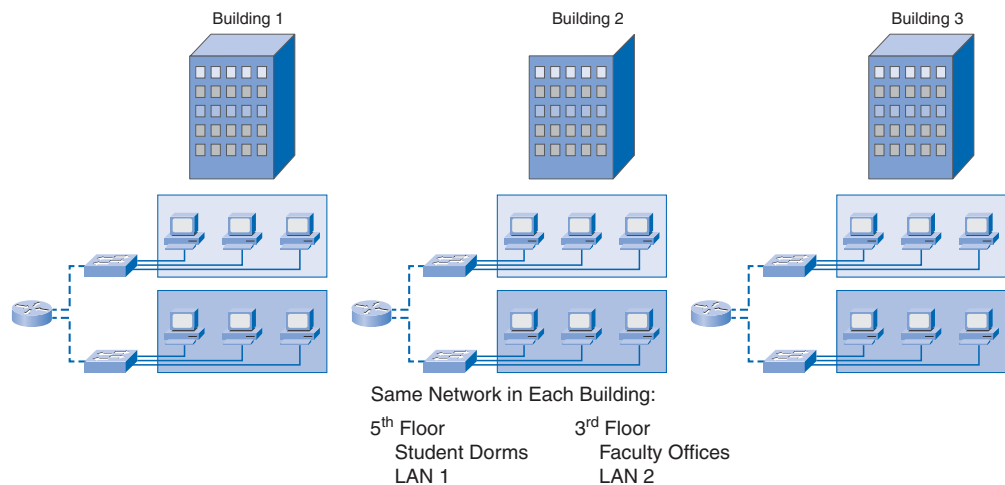 Building 1
Building 2
Building 3
Same Network in Each Building:
5th Floor
Student Dorms
LAN 1
3rd Floor
Faculty Offices
LAN 2